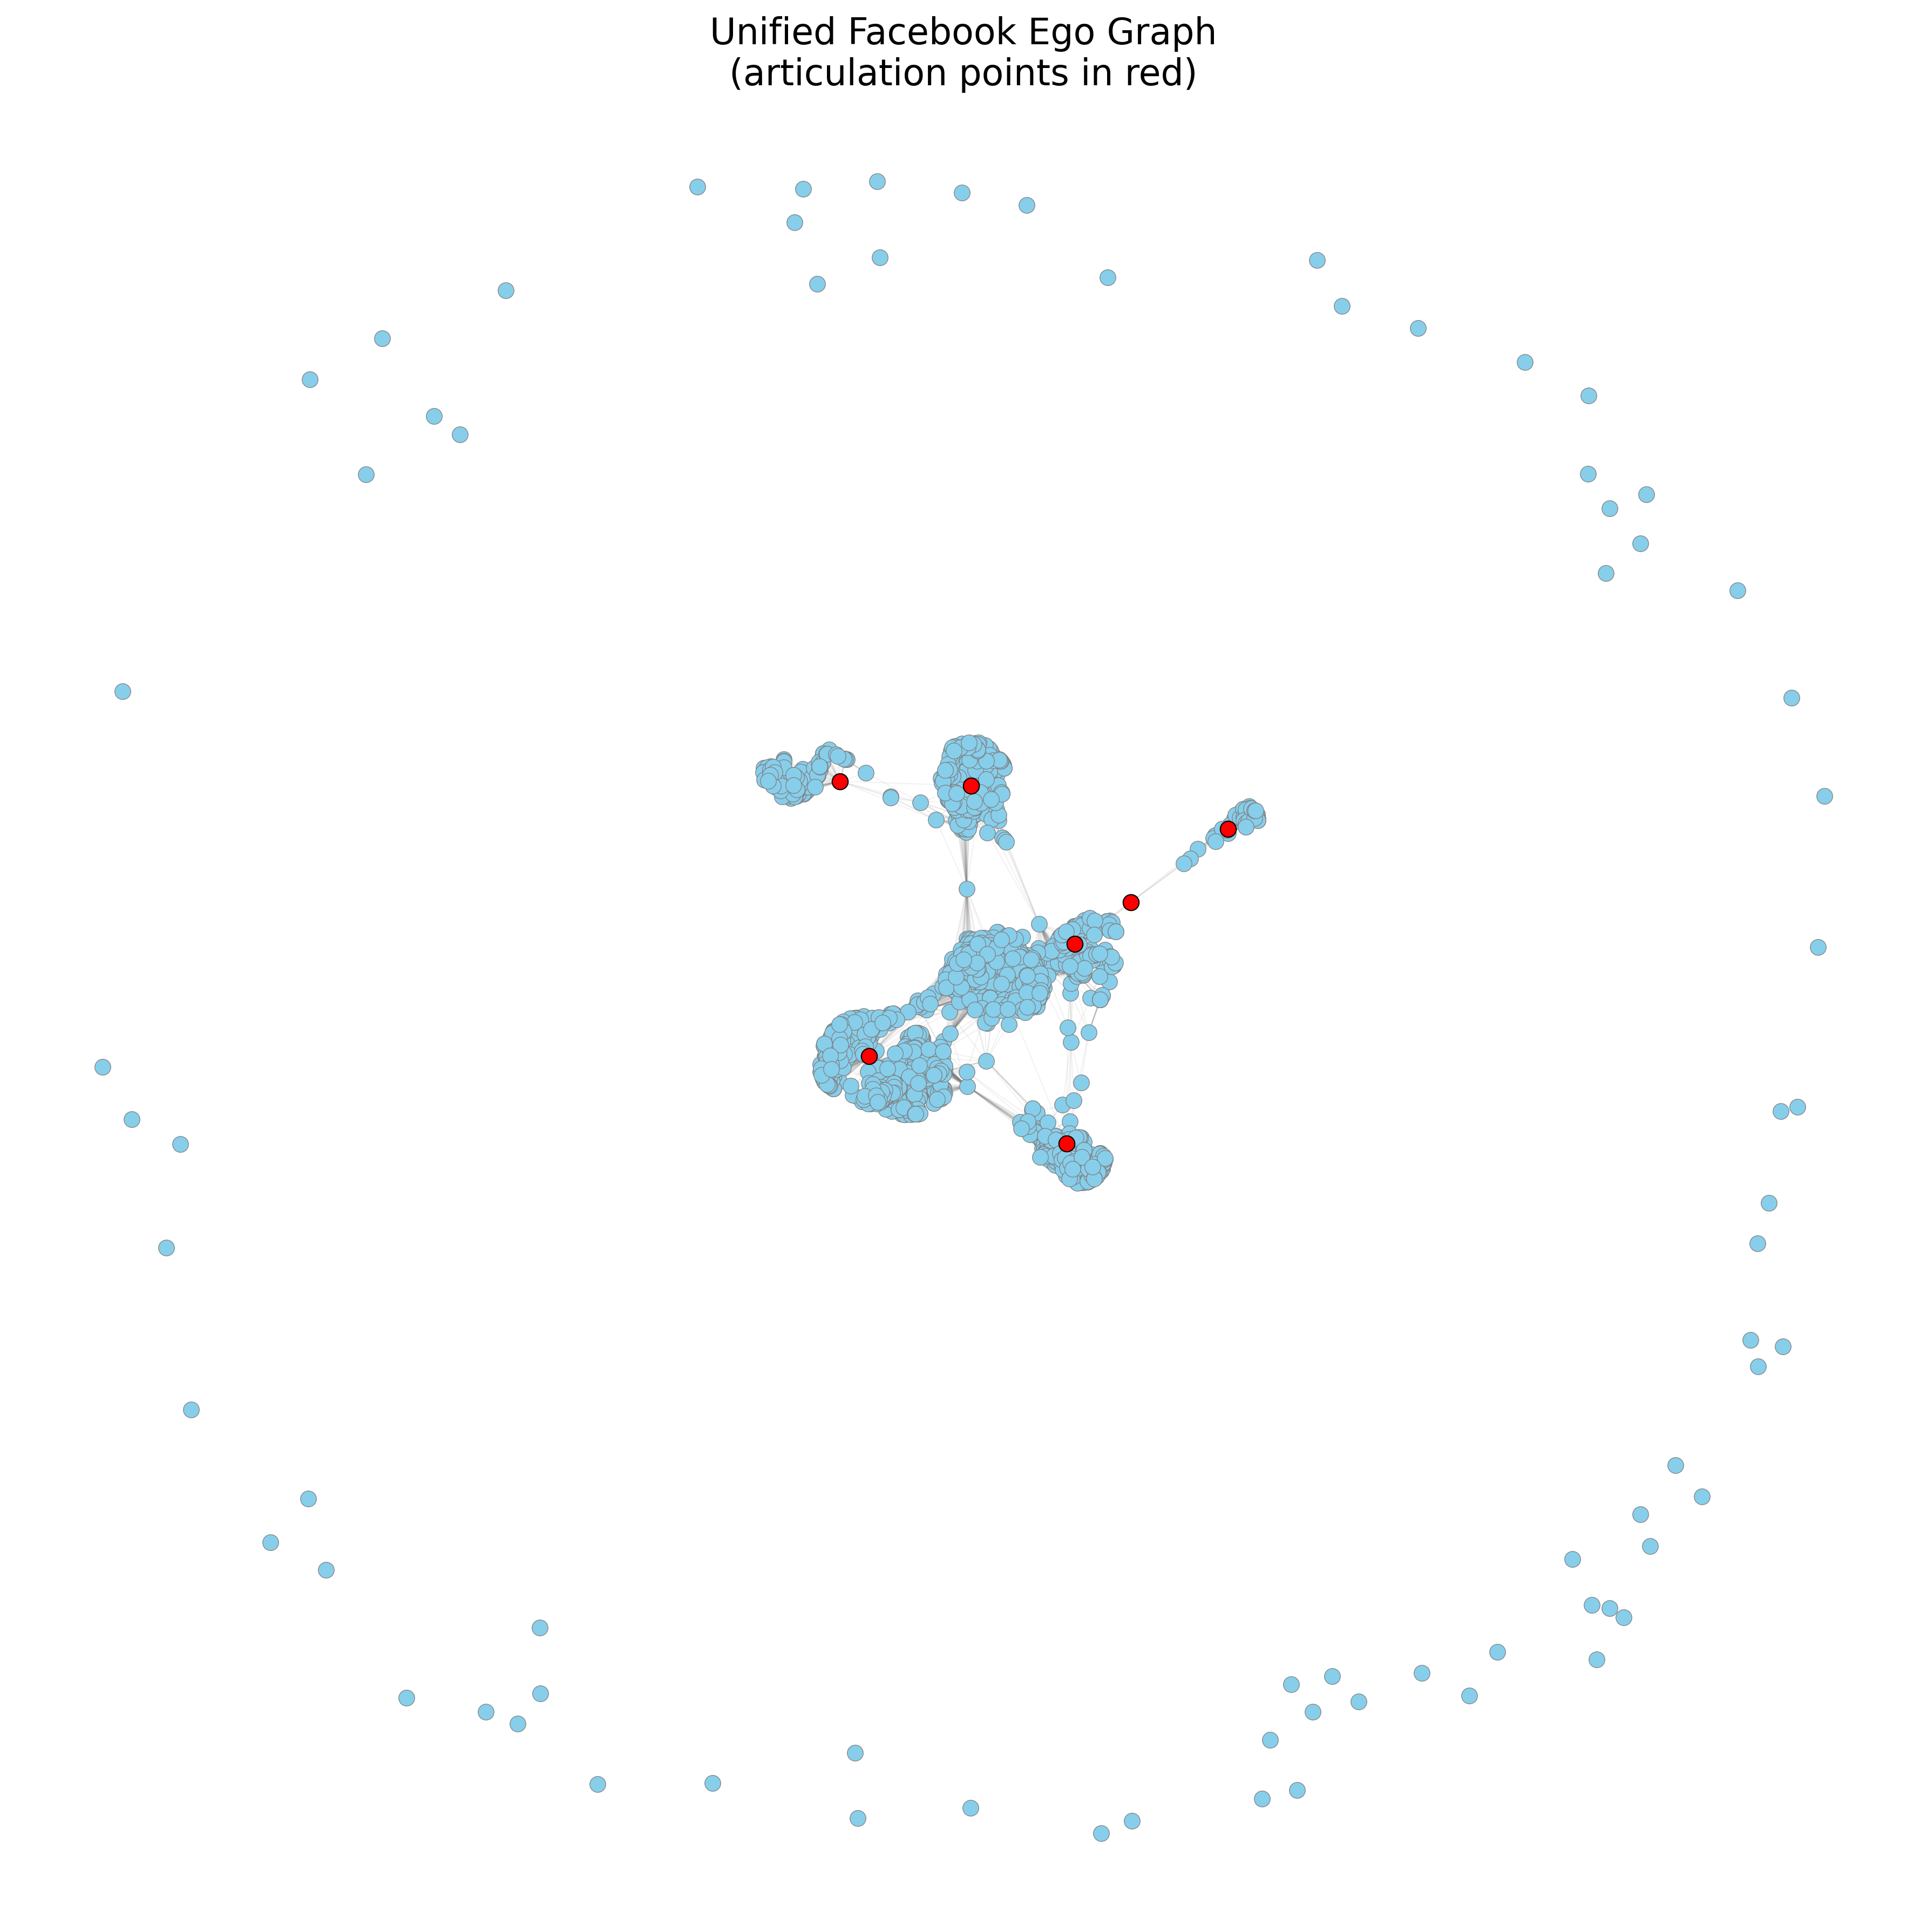 Unified Facebook Ego Graph
(articulation points in red)